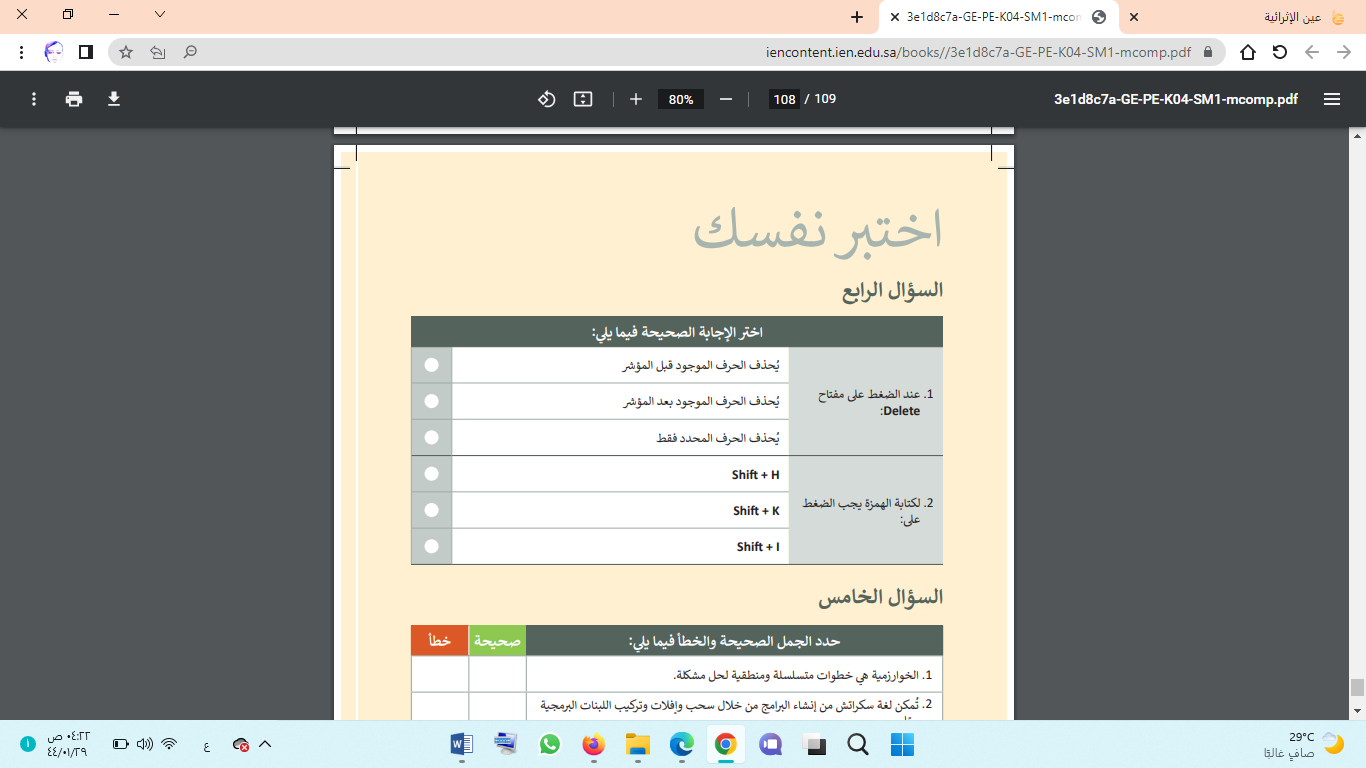 عين الإثرائية
3e1d8c7a-GE-PE-K04-SM1-mcom
iencontent.ien.edu.sa/books//3e1d8c7a-GE-PE-K04-SM1-mcomp.pdf
3e1d8c7a-GE-PE-K04-SM1-mcomp.pdf
108 / 109
80%
اختبر نفسك
السؤال الرابع
اختر الإجابة الصحيحة فيما يلي:
1. عند الضغط على مفتاح
Delete:
يُحذف الحرف الموجود قبل المؤشر
يُحذف الحرف الموجود بعد المؤشر
يُحذف الحرف المحدد فقط
2. لكتابة الهمزة يجب الضغط
على:
Shift + H
Shift + K
Shift + I
السؤال الخامس
حدد الجمل الصحيحة والخطأ فيما يلي:
صحيحة
خطأ
1. الخوارزمية هي خطوات متسلسلة ومنطقية لحل مشكلة.
2. تُمكن لغة سكراتش من إنشاء البرامج من خلال سحب وإفلات وتركيب اللبنات البرمجية
29°C
صافٍ غالبًا
ع
٠٤:٢٢ ص
٤٤/٠١/٢٩